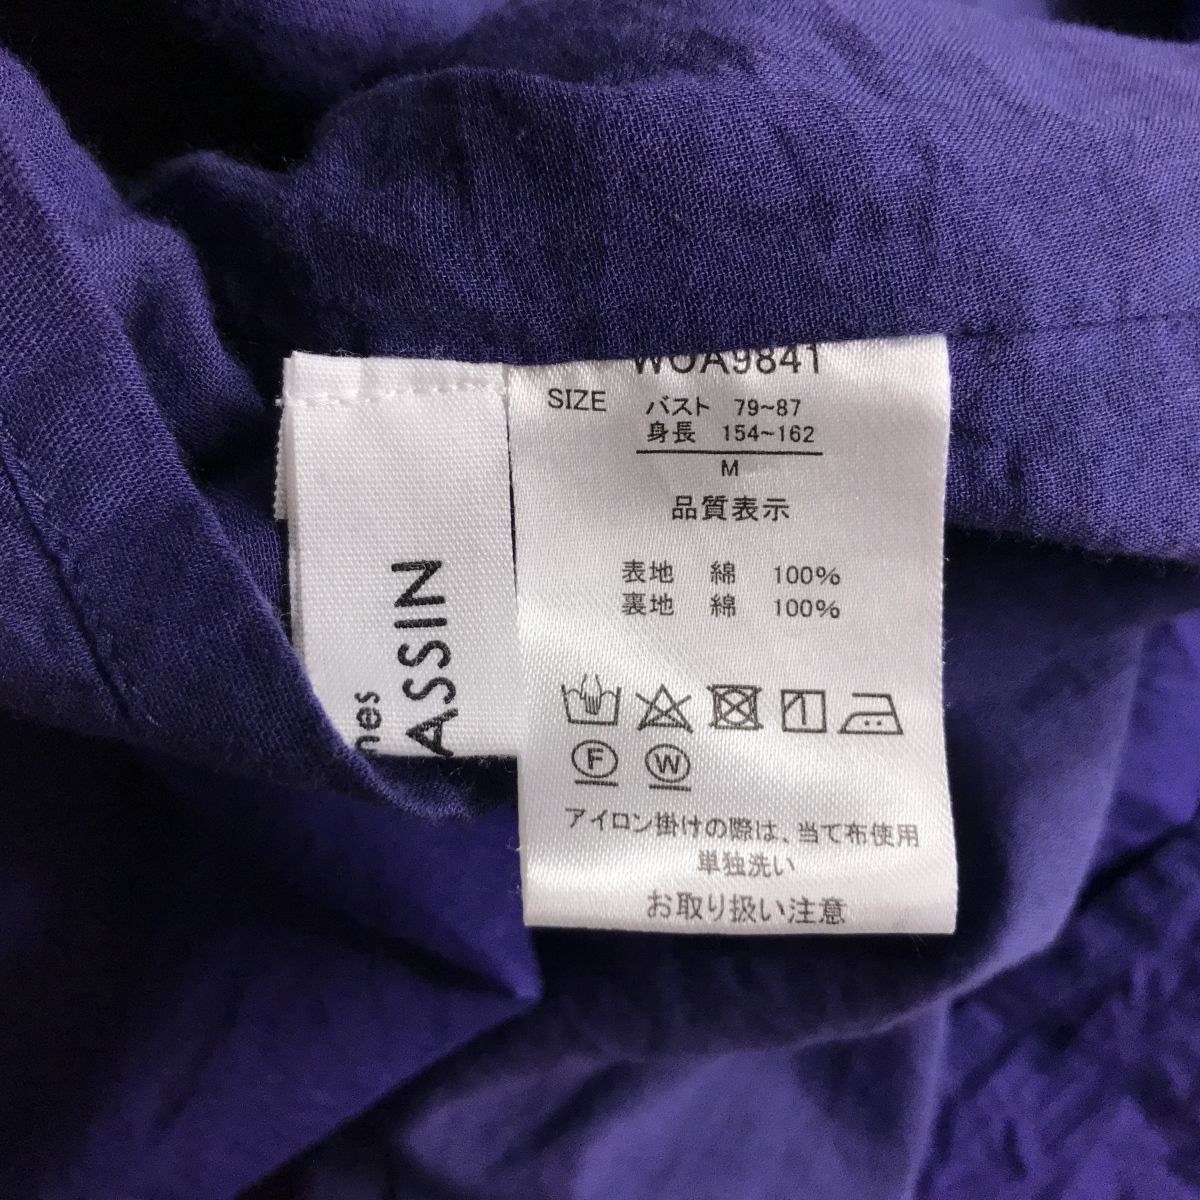 WOA9841
SIZE
バスト 79~87
身長 154~162
M
品質表示
表地 綿 100%
裏地 綿 100%
F W
アイロン掛けの際は、当て布使用
単独洗い
お取り扱い注意
nes
ASSIN